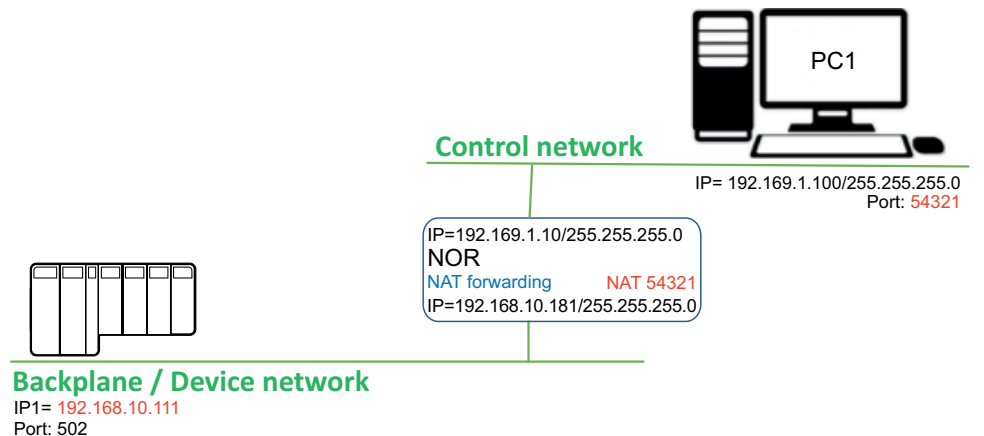 PC1
Control network
IP= 192.169.1.100/255.255.255.0
Port: 54321
IP=192.169.1.10/255.255.255.0
NOR
NAT forwarding NAT 54321
IP=192.168.10.181/255.255.255.0
Backplane / Device network
IP1= 192.168.10.111
Port: 502